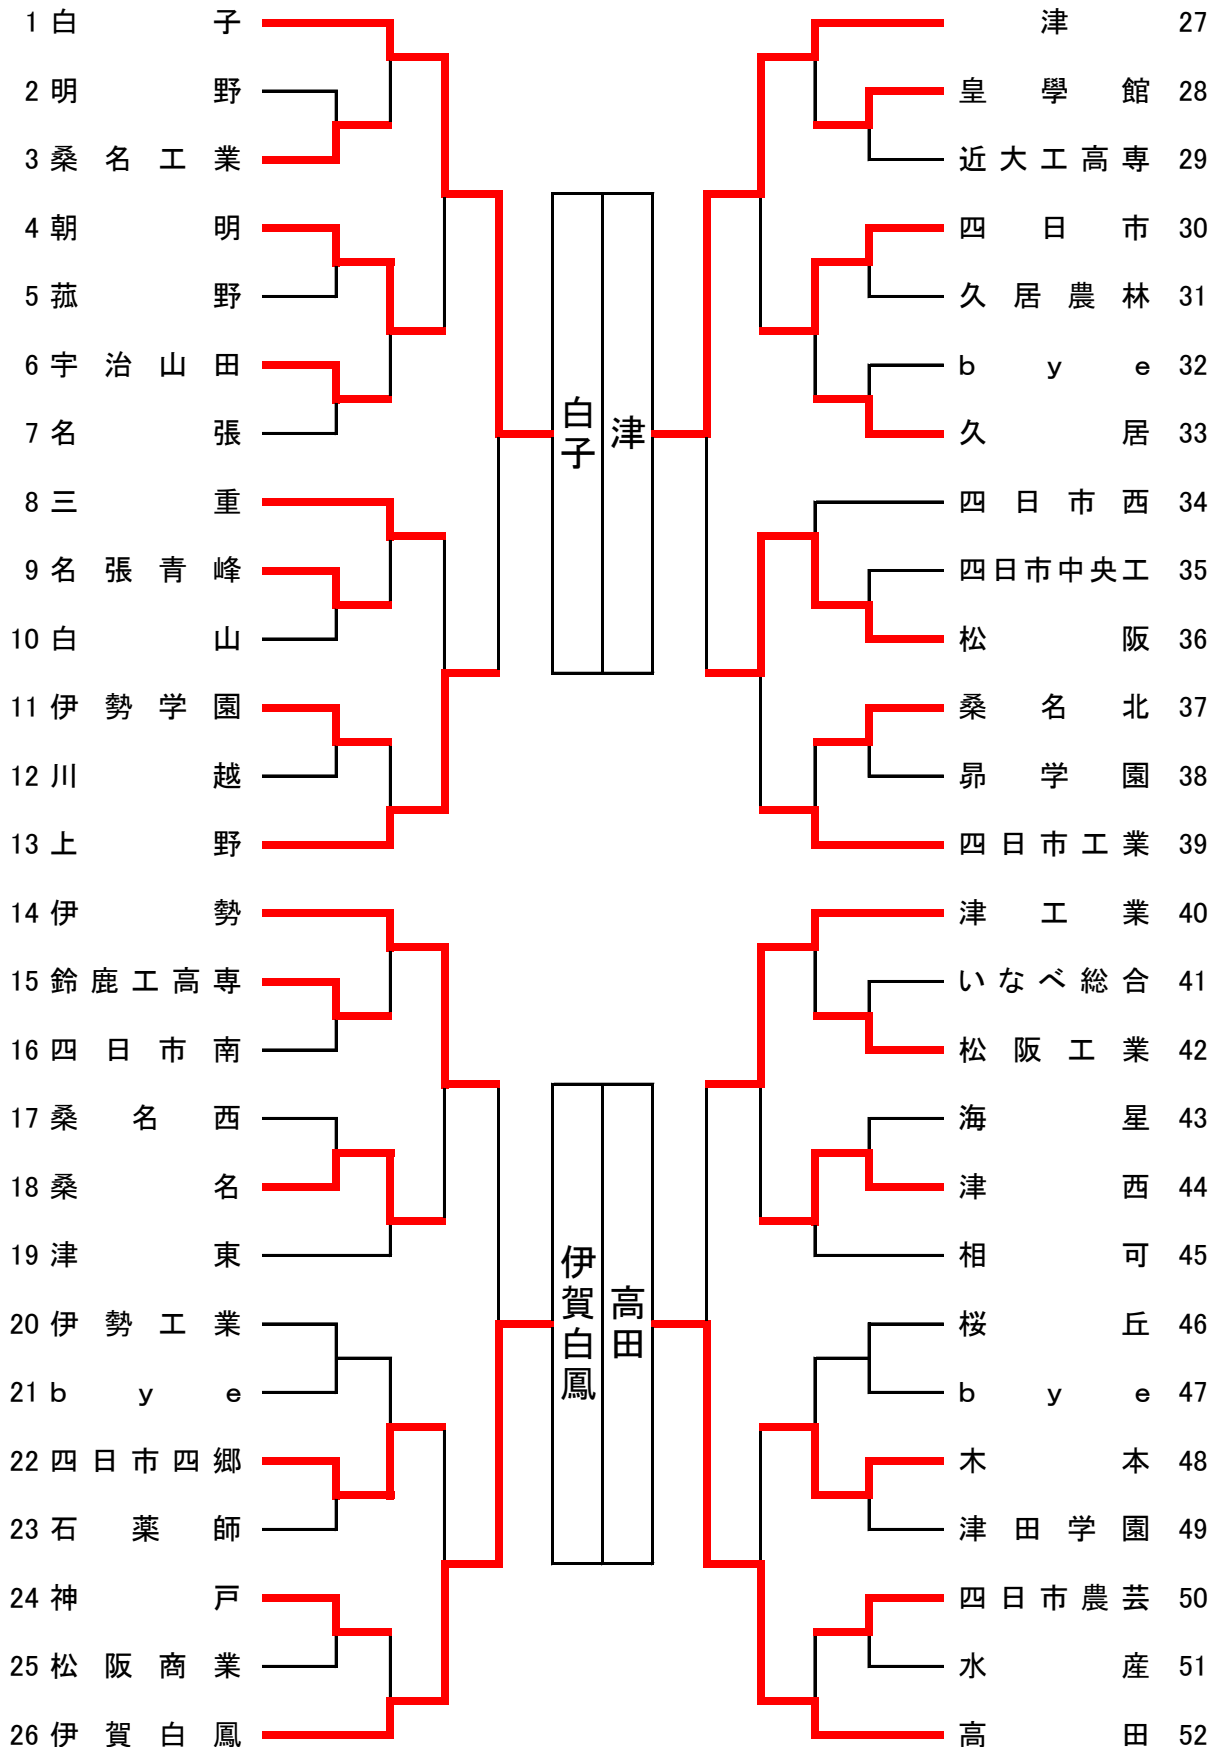 1 白子
2 明野
3 桑名工業
4 朝明
5 菰野
6 宇治山田
7 名張
8 三重
9 名張青峰
10 白山
11 伊勢学園
12 川越
13 上野
14 伊勢
15 鈴鹿工高専
16 四日市南
17 桑名西
18 桑名
19 津東
20 伊勢工業
21 bye
22 四日市四郷
23 石薬師
24 神戸
25 松阪商業
26 伊賀白鳳
白子
津
伊賀白鳳
高田
津 27
皇學館 28
近大工高専 29
四日市 30
久居農林 31
bye 32
久居 33
四日市西 34
四日市中央工 35
松阪 36
桑名北 37
昴学園 38
四日市工業 39
津工業 40
いなべ総合 41
松阪工業 42
海星 43
津西 44
相可 45
桜丘 46
bye 47
木本 48
津田学園 49
四日市農芸 50
水産 51
高田 52